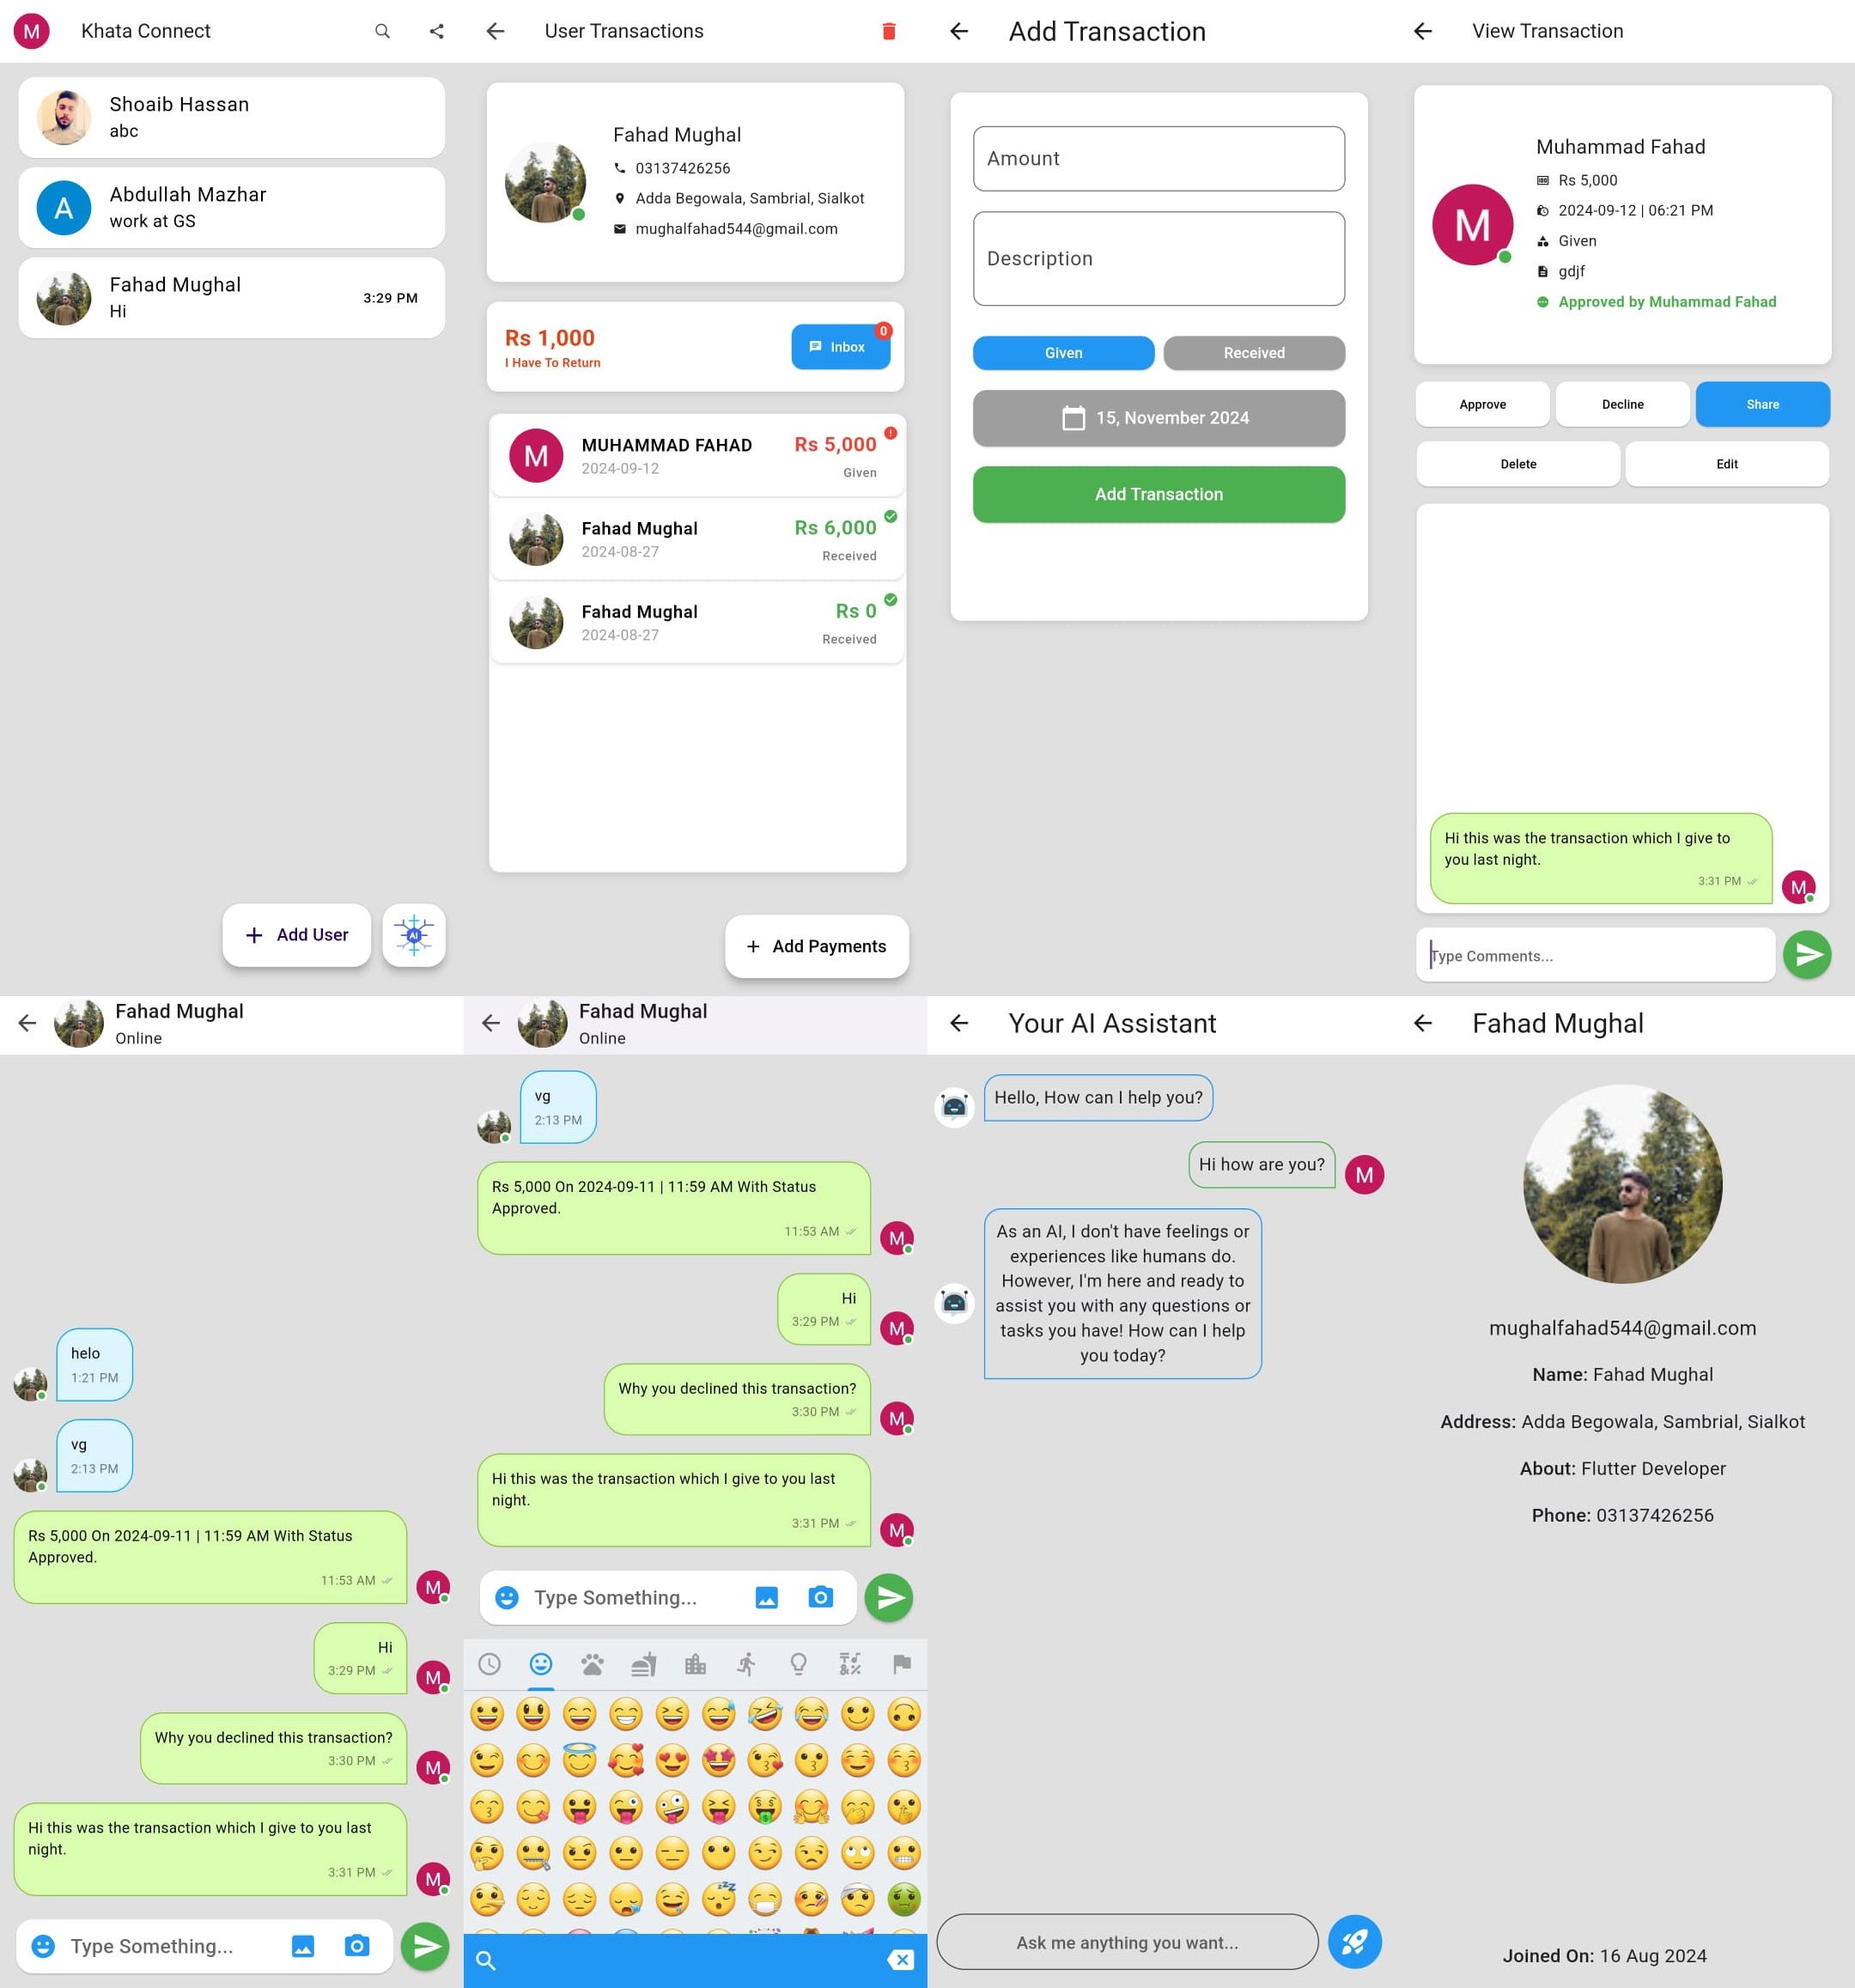 M
Khata Connect
Shoaib Hassan
abc
A
Abdullah Mazhar
work at GS
Fahad Mughal
Hi
3:29 PM
Add User
AI
User Transactions
Fahad Mughal
03137426256
Adda Begowala, Sambrial, Sialkot
mughalfahad544@gmail.com
Rs 1,000
I Have To Return
Inbox
0
M
MUHAMMAD FAHAD
2024-09-12
Rs 5,000
Given
Fahad Mughal
2024-08-27
Rs 6,000
Received
Fahad Mughal
2024-08-27
Rs 0
Received
Add Payments
Add Transaction
Amount
Description
Given
Received
15, November 2024
Add Transaction
View Transaction
M
Muhammad Fahad
Rs 5,000
2024-09-12 | 06:21 PM
Given
gdjf
Approved by Muhammad Fahad
Approve
Decline
Share
Delete
Edit
Hi this was the transaction which I give to
you last night.
3:31 PM
M
Type Comments...
Fahad Mughal
Online
helo
1:21 PM
vg
2:13 PM
Rs 5,000 On 2024-09-11 | 11:59 AM With Status
Approved.
11:53 AM
M
Hi
3:29 PM
M
Why you declined this transaction?
3:30 PM
M
Hi this was the transaction which I give to you last
night.
3:31 PM
M
Type Something...
Fahad Mughal
Online
vg
2:13 PM
Rs 5,000 On 2024-09-11 | 11:59 AM With Status
Approved.
11:53 AM
M
Hi
3:29 PM
M
Why you declined this transaction?
3:30 PM
M
Hi this was the transaction which I give to you last
night.
3:31 PM
M
Type Something...
Your AI Assistant
Hello, How can I help you?
Hi how are you?
M
As an AI, I don't have feelings or
experiences like humans do.
However, I'm here and ready to
assist you with any questions or
tasks you have! How can I help
you today?
Ask me anything you want...
Fahad Mughal
mughalfahad544@gmail.com
Name: Fahad Mughal
Address: Adda Begowala, Sambrial, Sialkot
About: Flutter Developer
Phone: 03137426256
Joined On: 16 Aug 2024